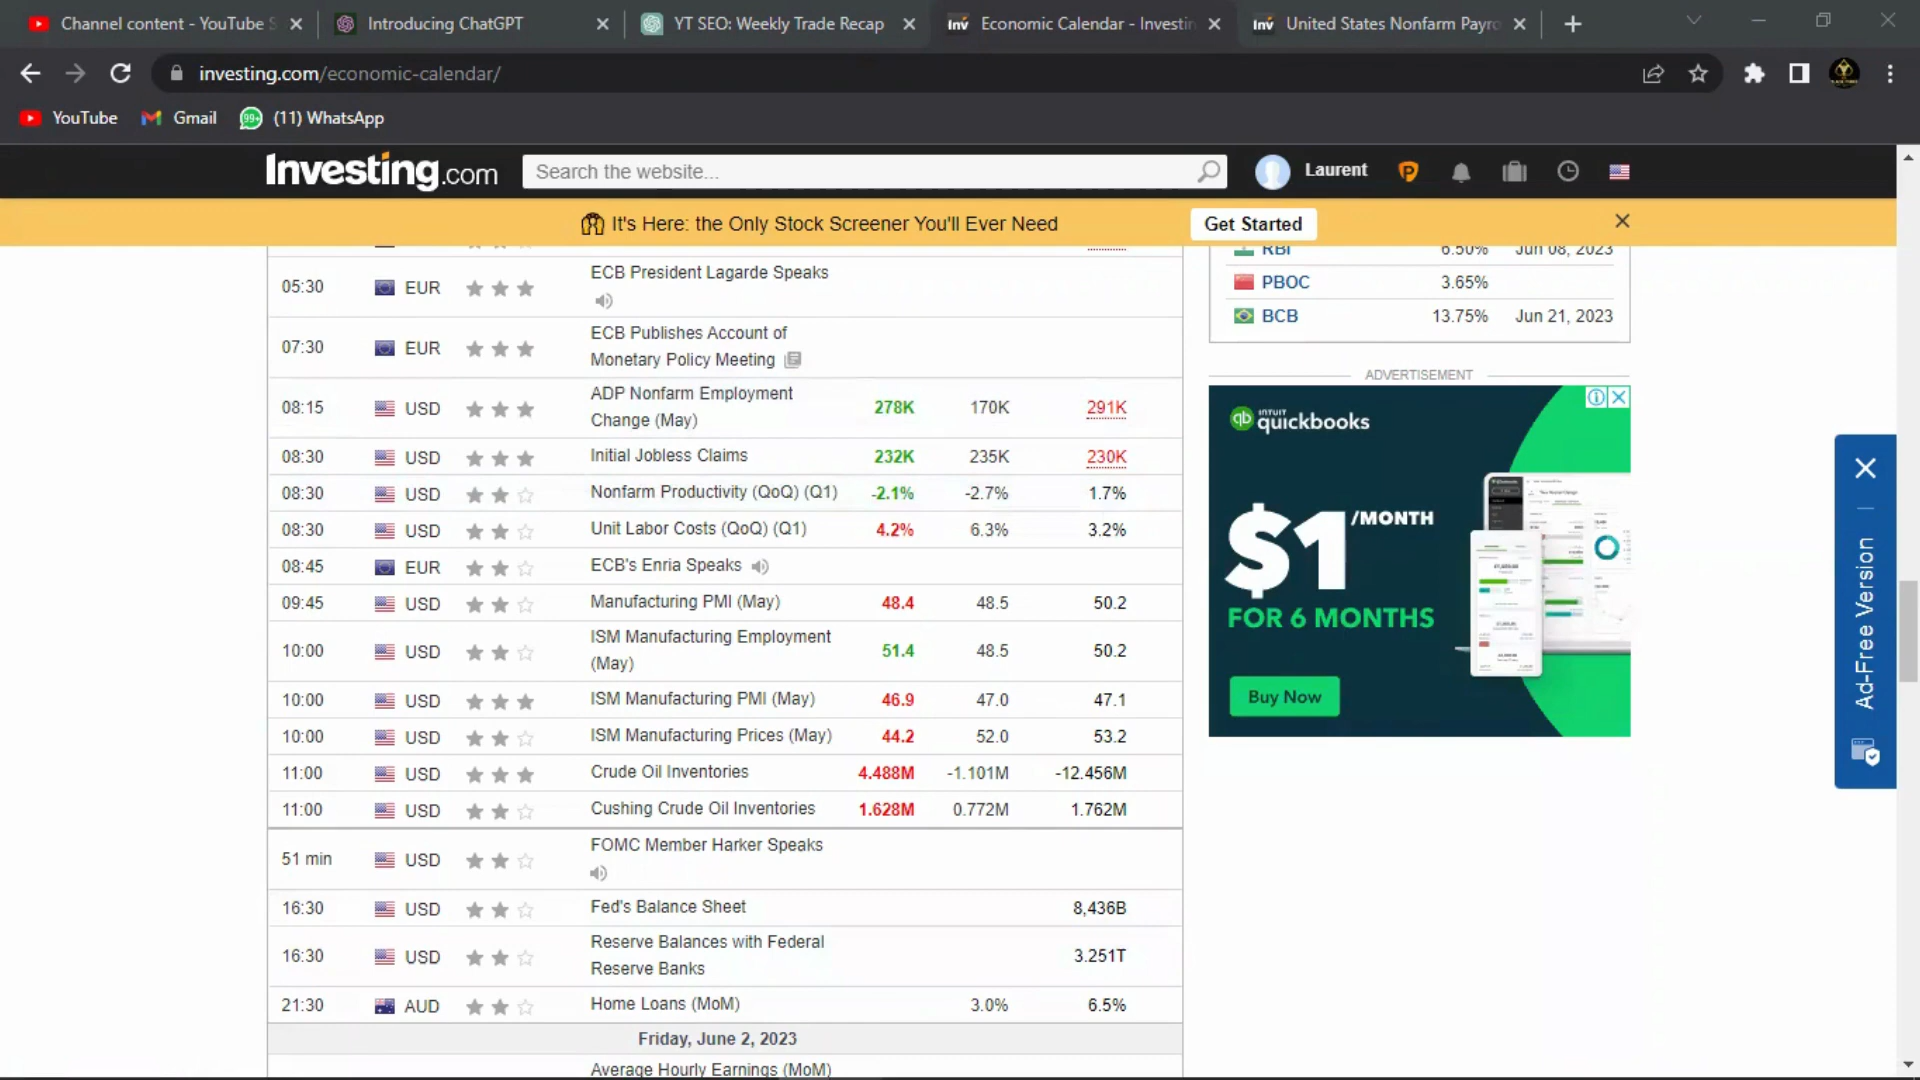 Channel content - YouTube S
Introducing ChatGPT
YT SEO: Weekly Trade Recap
Inv Economic Calendar - Investin
Inv United States Nonfarm Payro
investing.com/economic-calendar/
YouTube
Gmail
99+ (11) WhatsApp
Investing.com
Search the website...
Laurent
It's Here: the Only Stock Screener You'll Ever Need
Get Started
RBI 6.50% Jun 08, 2023
PBOC 3.65%
BCB 13.75% Jun 21, 2023
05:30 EUR ECB President Lagarde Speaks
07:30 EUR ECB Publishes Account of
Monetary Policy Meeting
08:15 USD ADP Nonfarm Employment
Change (May) 278K 170K 291K
08:30 USD Initial Jobless Claims 232K 235K 230K
08:30 USD Nonfarm Productivity (QoQ) (Q1) -2.1% -2.7% 1.7%
08:30 USD Unit Labor Costs (QoQ) (Q1) 4.2% 6.3% 3.2%
08:45 EUR ECB's Enria Speaks
09:45 USD Manufacturing PMI (May) 48.4 48.5 50.2
10:00 USD ISM Manufacturing Employment
(May) 51.4 48.5 50.2
10:00 USD ISM Manufacturing PMI (May) 46.9 47.0 47.1
10:00 USD ISM Manufacturing Prices (May) 44.2 52.0 53.2
11:00 USD Crude Oil Inventories 4.488M -1.101M -12.456M
11:00 USD Cushing Crude Oil Inventories 1.628M 0.772M 1.762M
51 min USD FOMC Member Harker Speaks
16:30 USD Fed's Balance Sheet 8,436B
16:30 USD Reserve Balances with Federal
Reserve Banks 3.251T
21:30 AUD Home Loans (MoM) 3.0% 6.5%
Friday, June 2, 2023
Average Hourly Earnings (MoM)
ADVERTISEMENT
qb INTUIT
quickbooks
$1 /MONTH
FOR 6 MONTHS
Buy Now
Ad-Free Version